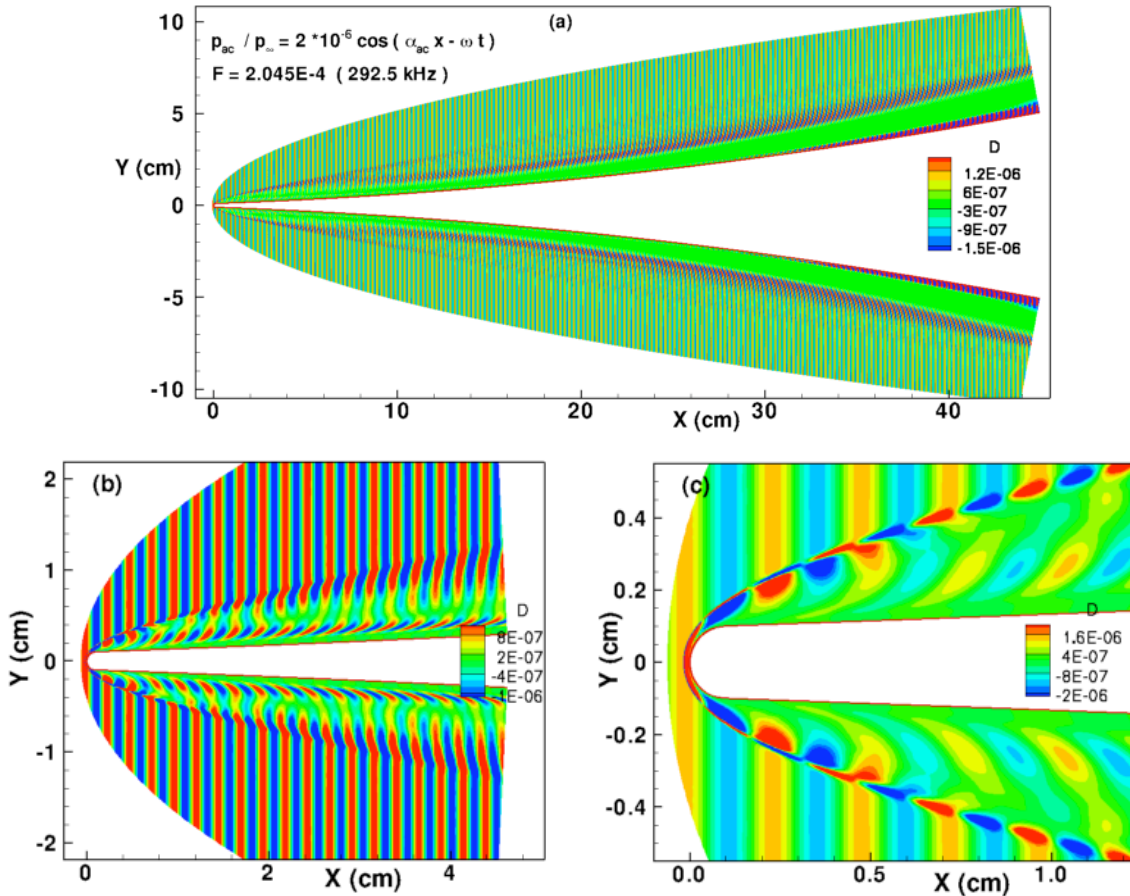 (a)
p_ac / p_∞ = 2 *10^-6 cos ( α_ac x - ω t )
F = 2.045E-4 ( 292.5 kHz )
10
5
0
-5
-10
Y (cm)
0
10
20
30
40
X (cm)
D
1.2E-06
6E-07
-3E-07
-9E-07
-1.5E-06
(b)
2
1
0
-1
-2
Y (cm)
0
2
4
X (cm)
D
8E-07
2E-07
-4E-07
-1E-06
(c)
0.4
0.2
0
-0.2
-0.4
Y (cm)
0.0
0.5
1.0
X (cm)
D
1.6E-06
4E-07
-8E-07
-2E-06